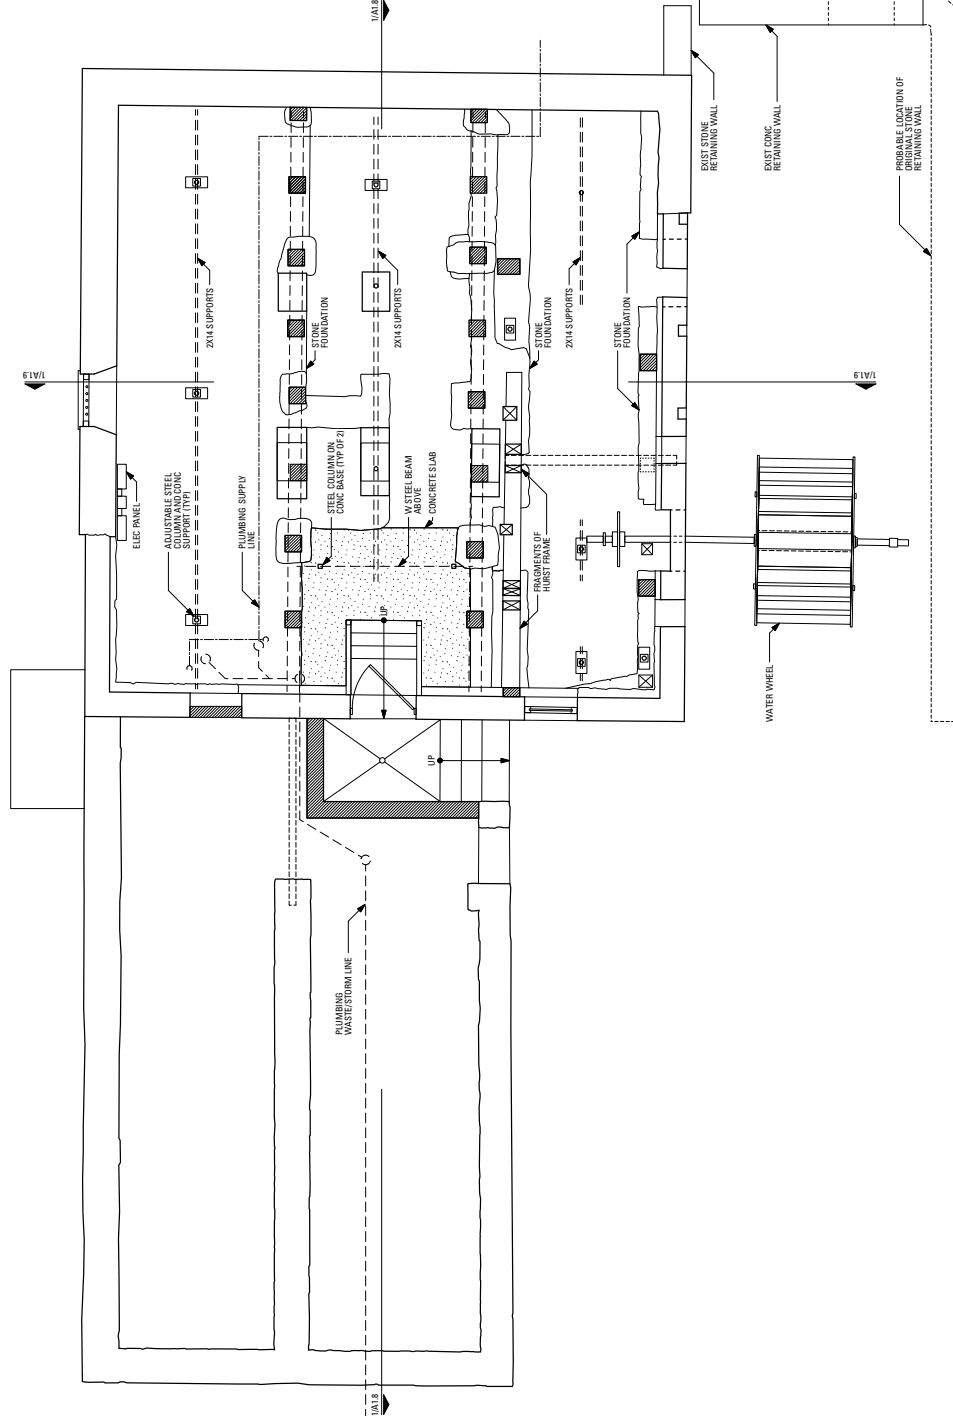 1/A1.8
EXIST STONE
RETAINING WALL
EXIST CONC
RETAINING WALL
PROBABLE LOCATION OF
ORIGINAL STONE
RETAINING WALL
2X14 SUPPORTS
STONE
FOUNDATION
2X14 SUPPORTS
STONE
FOUNDATION
2X14 SUPPORTS
STONE
FOUNDATION
1/A1.9
1/A1.9
ELEC PANEL
ADJUSTABLE STEEL
COLUMN AND CONC
SUPPORT (TYP)
PLUMBING SUPPLY
LINE
STEEL COLUMN ON
CONC BASE (TYP OF 2)
W STEEL BEAM
ABOVE
CONCRETE SLAB
FRAGMENTS OF
HURST FRAME
UP
WATER WHEEL
UP
PLUMBING
WASTE/STORM LINE
1/A1.8